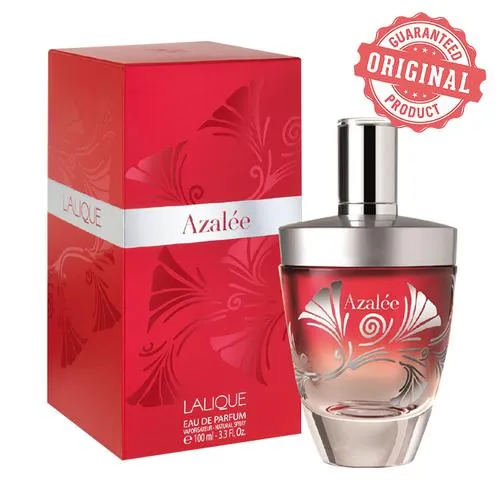 GUARANTEED
ORIGINAL
PRODUCT
LALIQUE
Azalée
Azalée
LALIQUE
EAU DE PARFUM
VAPORISATEUR - NATURAL SPRAY
℮ 100 ml - 3.3 Fl.Oz.